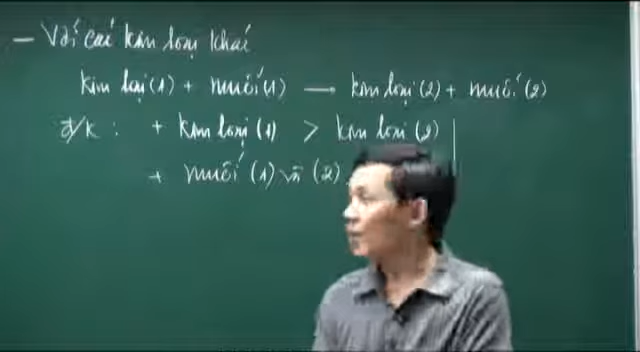 - Với các kim loại khác
kim loại (1) + muối (1) → kim loại (2) + muối (2)
đ/k : + kim loại (1) > kim loại (2)
+ muối (1) và (2)